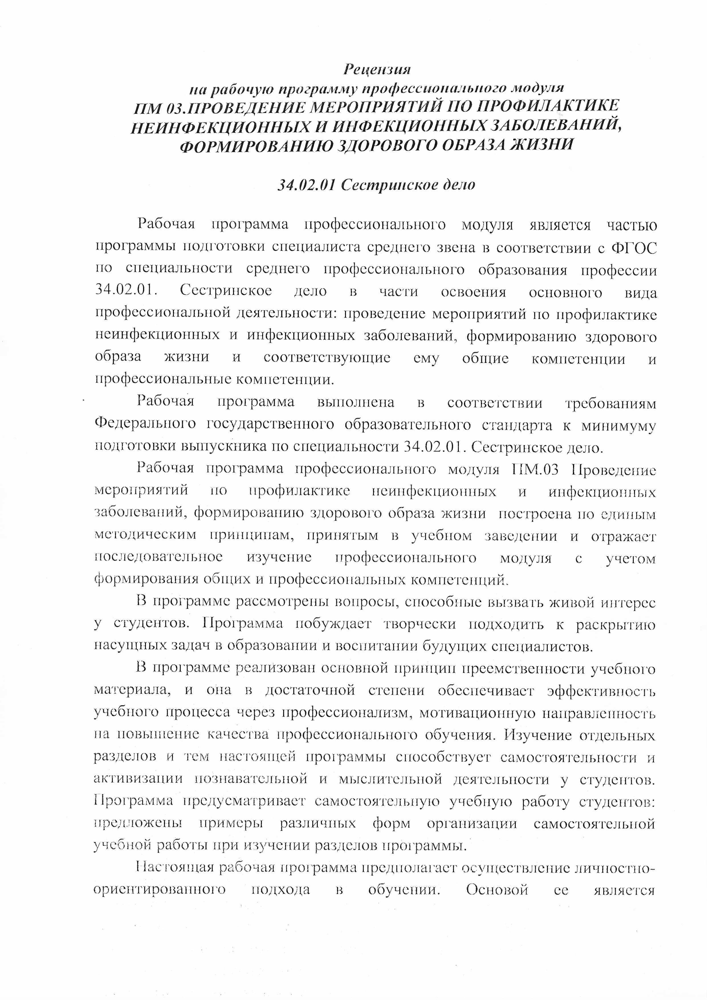 Рецензия
на рабочую программу профессионального модуля
ПМ 03.ПРОВЕДЕНИЕ МЕРОПРИЯТИЙ ПО ПРОФИЛАКТИКЕ
НЕИНФЕКЦИОННЫХ И ИНФЕКЦИОННЫХ ЗАБОЛЕВАНИЙ,
ФОРМИРОВАНИЮ ЗДОРОВОГО ОБРАЗА ЖИЗНИ
34.02.01 Сестринское дело
Рабочая программа профессионального модуля является частью
программы подготовки специалиста среднего звена в соответствии с ФГОС
по специальности среднего профессионального образования профессии
34.02.01. Сестринское дело в части освоения основного вида
профессиональной деятельности: проведение мероприятий по профилактике
неинфекционных и инфекционных заболеваний, формированию здорового
образа жизни и соответствующие ему общие компетенции и
профессиональные компетенции.
Рабочая программа выполнена в соответствии требованиям
Федерального государственного образовательного стандарта к минимуму
подготовки выпускника по специальности 34.02.01. Сестринское дело.
Рабочая программа профессионального модуля ПМ.03 Проведение
мероприятий по профилактике неинфекционных и инфекционных
заболеваний, формированию здорового образа жизни построена по единым
методическим принципам, принятым в учебном заведении и отражает
последовательное изучение профессионального модуля с учетом
формирования общих и профессиональных компетенций.
В программе рассмотрены вопросы, способные вызвать живой интерес
у студентов. Программа побуждает творчески подходить к раскрытию
насущных задач в образовании и воспитании будущих специалистов.
В программе реализован основной принцип преемственности учебного
материала, и она в достаточной степени обеспечивает эффективность
учебного процесса через профессионализм, мотивационную направленность
на повышение качества профессионального обучения. Изучение отдельных
разделов и тем настоящей программы способствует самостоятельности и
активизации познавательной и мыслительной деятельности у студентов.
Программа предусматривает самостоятельную учебную работу студентов:
предложены примеры различных форм организации самостоятельной
учебной работы при изучении разделов программы.
Настоящая рабочая программа предполагает осуществление личностно-
ориентированного подхода в обучении. Основой ее является